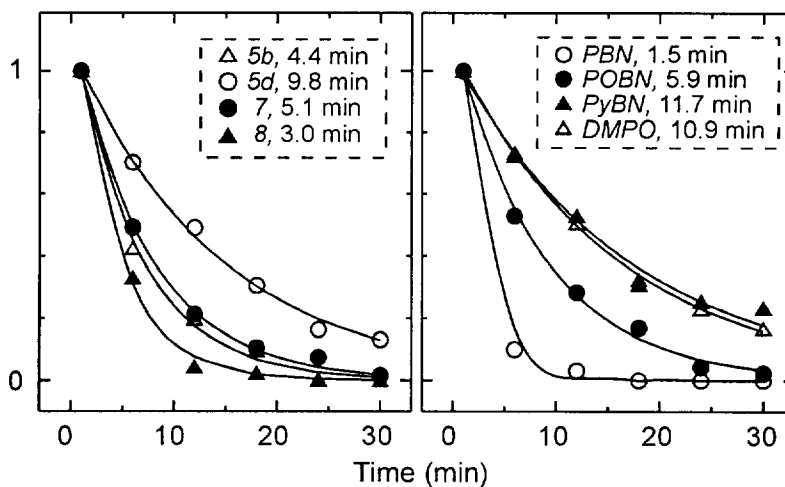 5b, 4.4 min
5d, 9.8 min
7, 5.1 min
8, 3.0 min
PBN, 1.5 min
POBN, 5.9 min
PyBN, 11.7 min
DMPO, 10.9 min
1
0
0 10 20 30
0 10 20 30
Time (min)